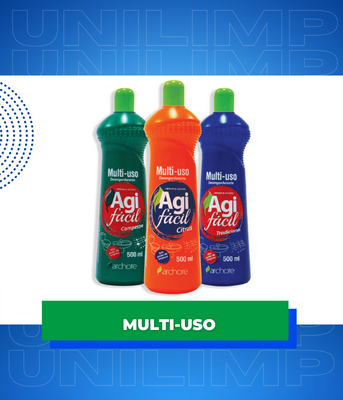 UNILIMP
UNILIMP
Multi-uso
Desengordurante
Agi
fácil
Campestre
500 ml
archote
Multi-uso
Desengordurante
Agi
fácil
Citrus
500 ml
archote
Multi-uso
Desengordurante
Agi
fácil
Tradicional
500 ml
archote
MULTI-USO
UNILIMP
UNILIMP